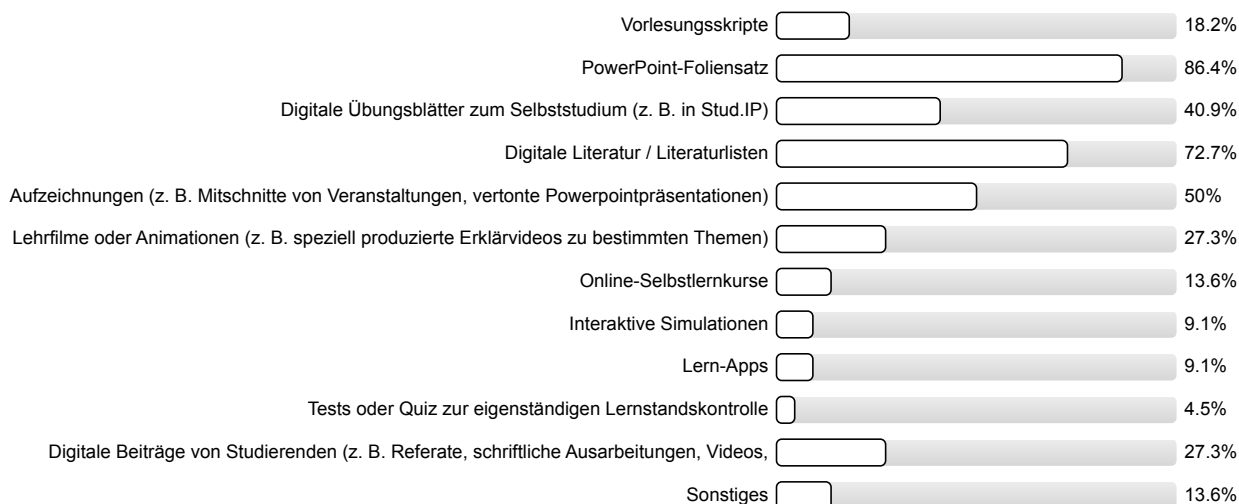 Vorlesungsskripte 18.2%
PowerPoint-Foliensatz 86.4%
Digitale Übungsblätter zum Selbststudium (z. B. in Stud.IP) 40.9%
Digitale Literatur / Literaturlisten 72.7%
Aufzeichnungen (z. B. Mitschnitte von Veranstaltungen, vertonte Powerpointpräsentationen) 50%
Lehrfilme oder Animationen (z. B. speziell produzierte Erklärvideos zu bestimmten Themen) 27.3%
Online-Selbstlernkurse 13.6%
Interaktive Simulationen 9.1%
Lern-Apps 9.1%
Tests oder Quiz zur eigenständigen Lernstandskontrolle 4.5%
Digitale Beiträge von Studierenden (z. B. Referate, schriftliche Ausarbeitungen, Videos, 27.3%
Sonstiges 13.6%